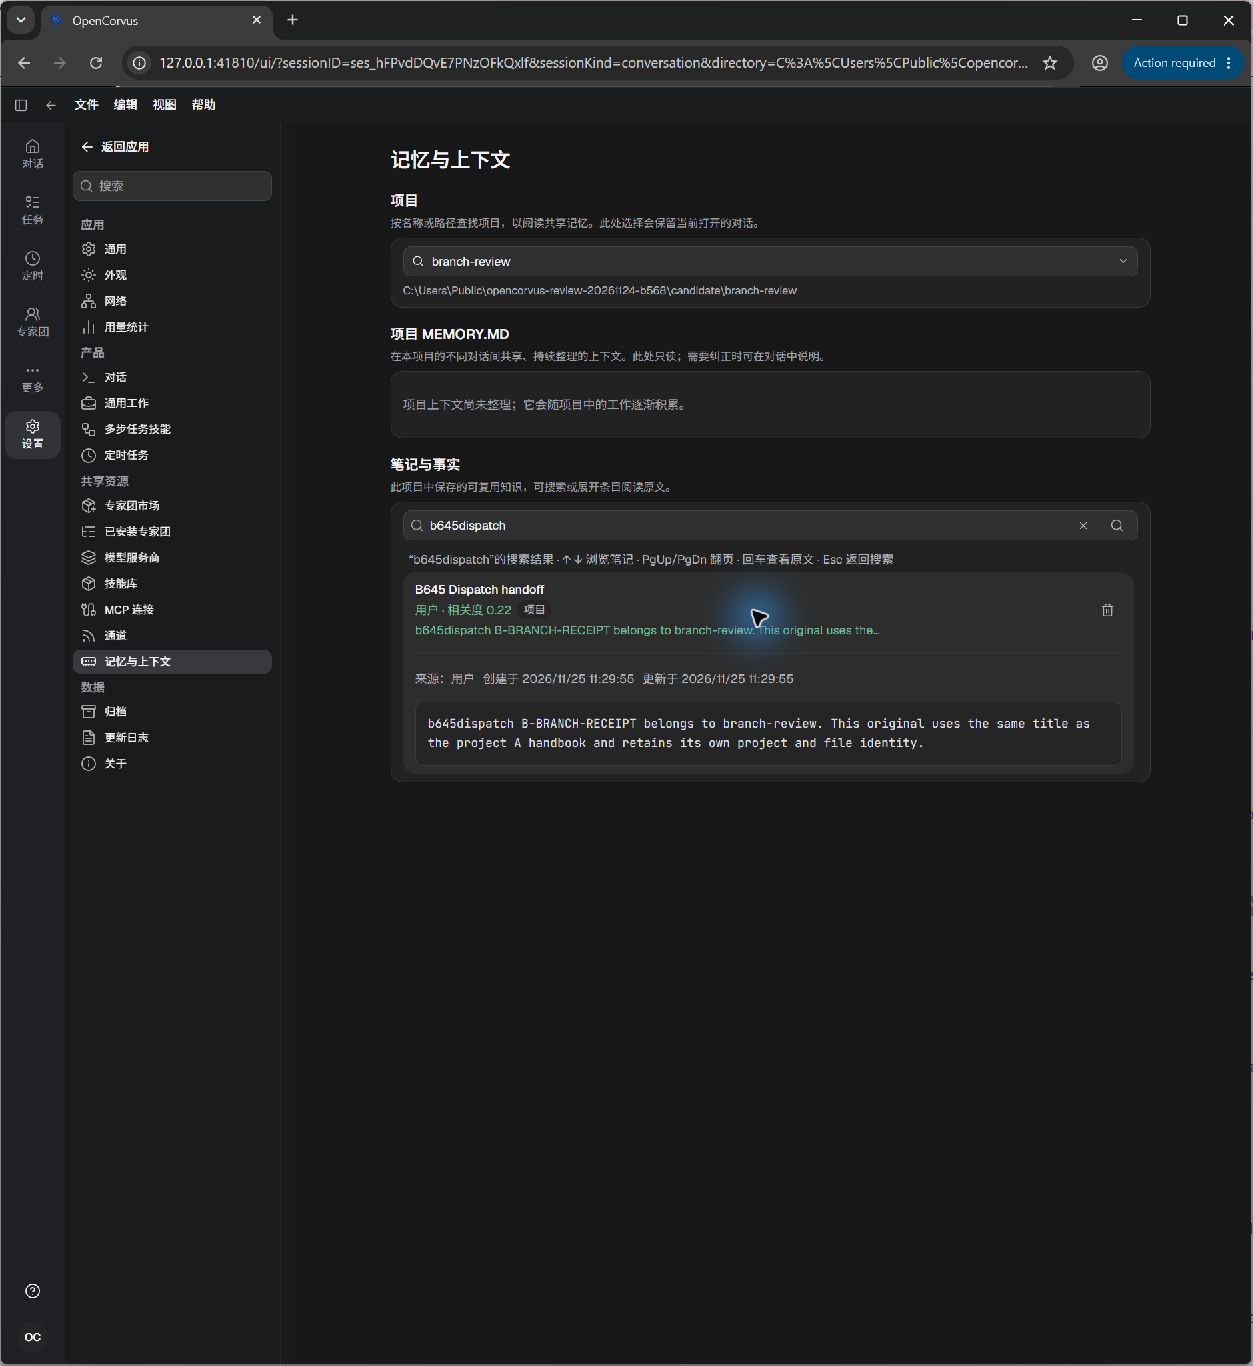 OpenCorvus
127.0.0.1:41810/ui/?sessionID=ses_hFPvdDQvE7PNzOFkQxlf&sessionKind=conversation&directory=C%3A%5CUsers%5CPublic%5Copencor...
Action required
文件 编辑 视图 帮助
对话
任务
定时
专家团
更多
设置
OC
返回应用
搜索
应用
通用
外观
网络
用量统计
产品
对话
通用工作
多步任务技能
定时任务
共享资源
专家团市场
已安装专家团
模型服务商
技能库
MCP 连接
通道
记忆与上下文
数据
归档
更新日志
关于
记忆与上下文
项目
按名称或路径查找项目，以阅读共享记忆。此处选择会保留当前打开的对话。
branch-review
C:\Users\Public\opencorvus-review-20261124-b568\candidate\branch-review
项目 MEMORY.MD
在本项目的不同对话间共享、持续整理的上下文。此处只读；需要纠正时可在对话中说明。
项目上下文尚未整理；它会随项目中的工作逐渐积累。
笔记与事实
此项目中保存的可复用知识，可搜索或展开条目阅读原文。
b645dispatch
“b645dispatch”的搜索结果 · ↑↓ 浏览笔记 · PgUp/PgDn 翻页 · 回车查看原文 · Esc 返回搜索
B645 Dispatch handoff
用户 · 相关度 0.22 项目
b645dispatch B-BRANCH-RECEIPT belongs to branch-review. This original uses the...
来源：用户 创建于 2026/11/25 11:29:55 更新于 2026/11/25 11:29:55
b645dispatch B-BRANCH-RECEIPT belongs to branch-review. This original uses the same title as
the project A handbook and retains its own project and file identity.